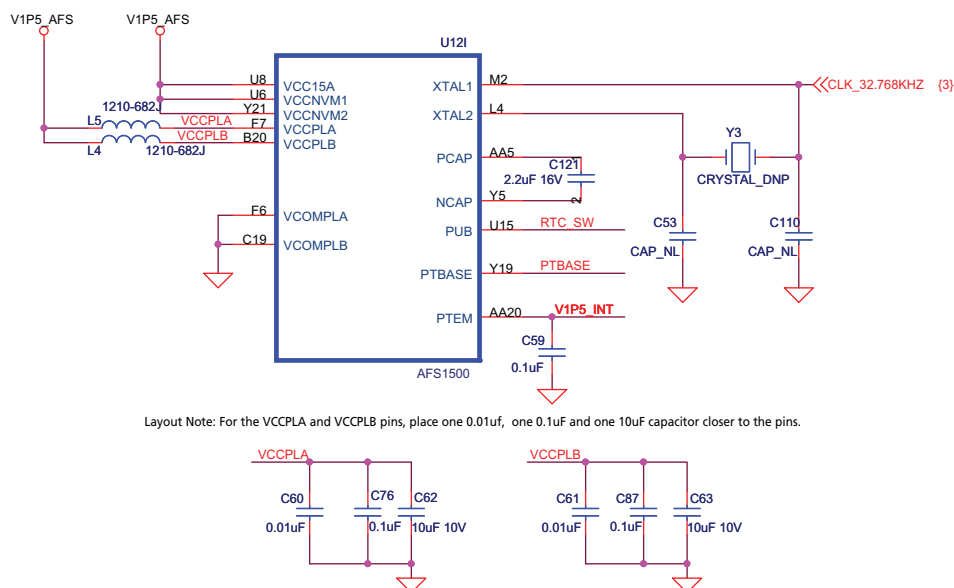 V1P5_AFS
V1P5_AFS
U12I
U8
VCC15A
XTAL1
M2
CLK_32.768KHZ {3}
U6
VCCNVM1
1210-682J
Y21
VCCNVM2
XTAL2
L4
L5
VCCPLA
F7
VCCPLA
Y3
VCCPLB
B20
VCCPLB
L4
1210-682J
PCAP
AA5
C121
1
2.2uF 16V
2
CRYSTAL_DNP
NCAP
Y5
F6
VCOMPLA
PUB
U15
RTC_SW
C53
CAP_NL
C110
CAP_NL
C19
VCOMPLB
PTBASE
Y19
PTBASE
PTEM
AA20
V1P5_INT
C59
0.1uF
AFS1500
Layout Note: For the VCCPLA and VCCPLB pins, place one 0.01uf, one 0.1uF and one 10uF capacitor closer to the pins.
VCCPLA
C60
0.01uF
C76
0.1uF
C62
10uF 10V
VCCPLB
C61
0.01uF
C87
0.1uF
C63
10uF 10V